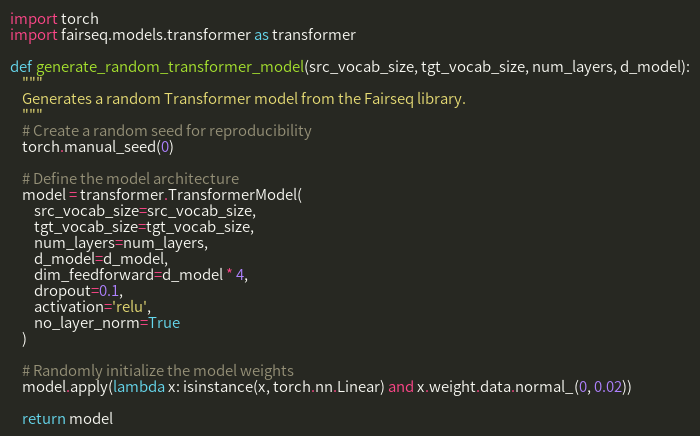 import torch
import fairseq.models.transformer as transformer

def generate_random_transformer_model(src_vocab_size, tgt_vocab_size, num_layers, d_model):
    """
    Generates a random Transformer model from the Fairseq library.
    """
    # Create a random seed for reproducibility
    torch.manual_seed(0)

    # Define the model architecture
    model = transformer.TransformerModel(
        src_vocab_size=src_vocab_size,
        tgt_vocab_size=tgt_vocab_size,
        num_layers=num_layers,
        d_model=d_model,
        dim_feedforward=d_model * 4,
        dropout=0.1,
        activation='relu',
        no_layer_norm=True
    )

    # Randomly initialize the model weights
    model.apply(lambda x: isinstance(x, torch.nn.Linear) and x.weight.data.normal_(0, 0.02))

    return model